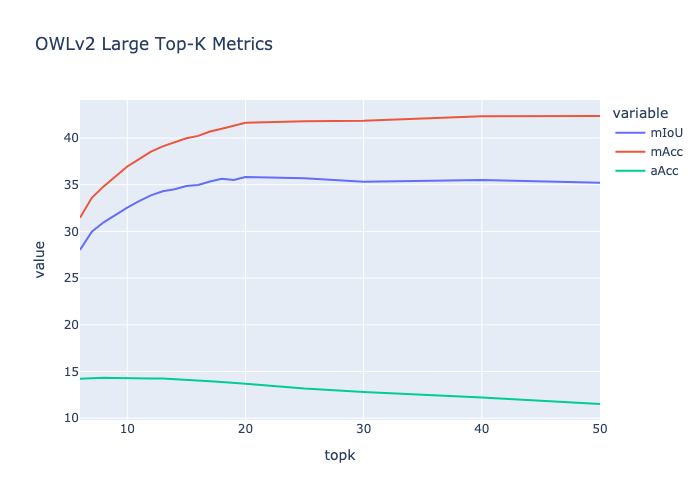 OWLv2 Large Top-K Metrics
variable
mIoU
mAcc
aAcc
value
40
35
30
25
20
15
10
10 20 30 40 50
topk